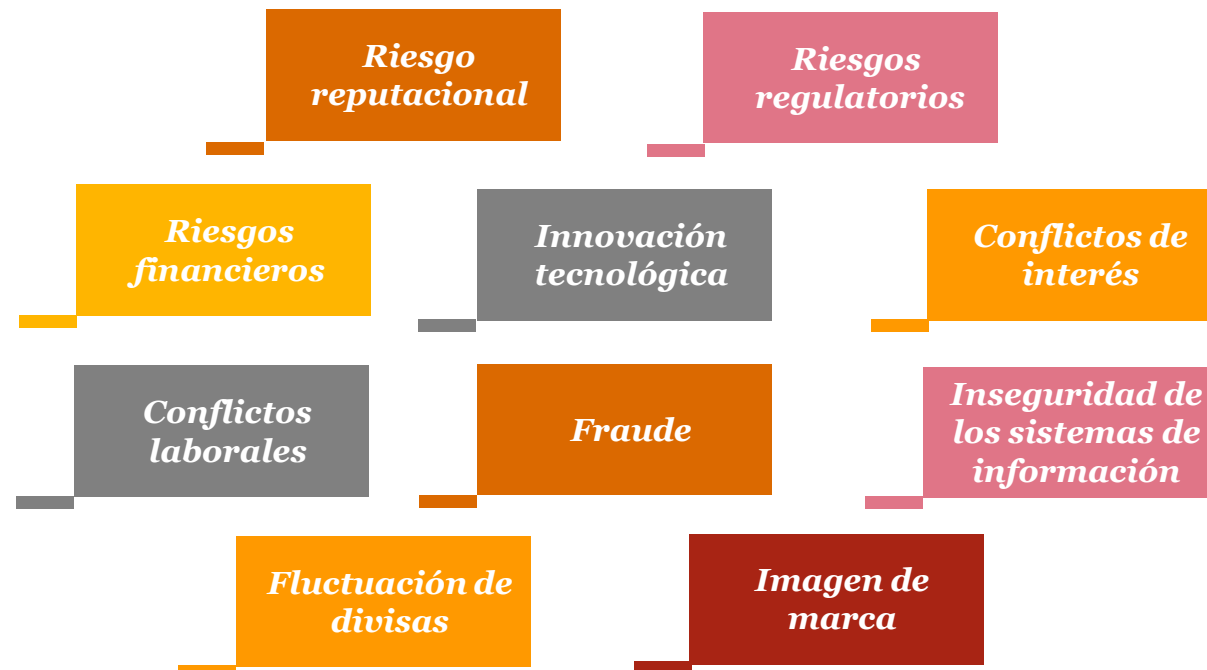 Riesgo
reputacional
Riesgos
regulatorios
Riesgos
financieros
Innovación
tecnológica
Conflictos de
interés
Conflictos
laborales
Fraude
Inseguridad de
los sistemas de
información
Fluctuación de
divisas
Imagen de
marca